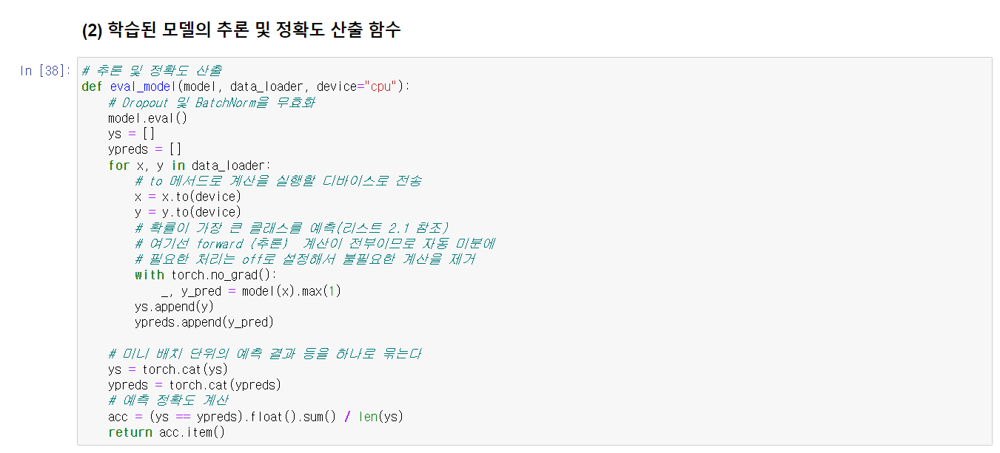 (2) 학습된 모델의 추론 및 정확도 산출 함수
In [38]:
# 추론 및 정확도 산출
def eval_model(model, data_loader, device="cpu"):
    # Dropout 및 BatchNorm을 무효화
    model.eval()
    ys = []
    ypreds = []
    for x, y in data_loader:
        # to 메서드로 계산을 실행할 디바이스로 전송
        x = x.to(device)
        y = y.to(device)
        # 확률이 가장 큰 클래스를 예측(리스트 2.1 참조)
        # 여기선 forward (추론)  계산이 전부이므로 자동 미분에
        # 필요한 처리는 off로 설정해서 불필요한 계산을 제거
        with torch.no_grad():
            _, y_pred = model(x).max(1)
        ys.append(y)
        ypreds.append(y_pred)
    # 미니 배치 단위의 예측 결과 등을 하나로 묶는다
    ys = torch.cat(ys)
    ypreds = torch.cat(ypreds)
    # 예측 정확도 계산
    acc = (ys == ypreds).float().sum() / len(ys)
    return acc.item()